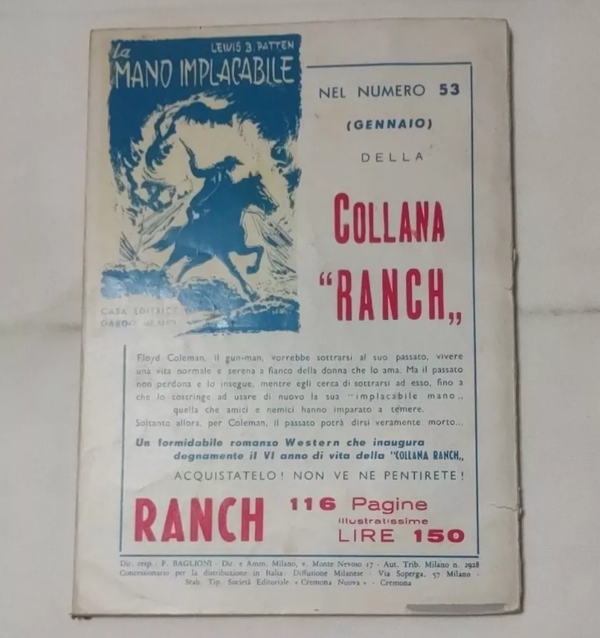 La
LEWIS B. PATTEN
MANO IMPLACABILE
CASA EDITRICE
NEL NUMERO 53
(GENNAIO)
DELLA
COLLANA
“RANCH„
Floyd Coleman, il gun-man, vorrebbe sottrarsi al suo passato, vivere
una vita normale e serena a fianco della donna che lo ama. Ma il passato
non perdona e lo insegue, mentre egli cerca di sottrarsi ad esso, fino a
che lo costringe ad usare di nuovo la sua "implacabile mano„
quella che amici e nemici hanno imparato a temere.
Soltanto allora, per Coleman, il passato potrà dirsi veramente morto...
Un formidabile romanzo Western che inaugura
degnamente il VI anno di vita della "COLLANA RANCH„
ACQUISTATELO! NON VE NE PENTIRETE!
RANCH
116 Pagine
illustratissime
LIRE 150
Dir. resp.: F. BAGLIONI - Dir. e Amm. Milano, v. Monte Nevoso 17 - Aut. Trib. Milano n. 2928
Concessionario per la distribuzione in Italia: Diffusione Milanese - Via Soperga, 57 Milano -
Stab. Tip. Società Editoriale « Cremona Nuova » - Cremona